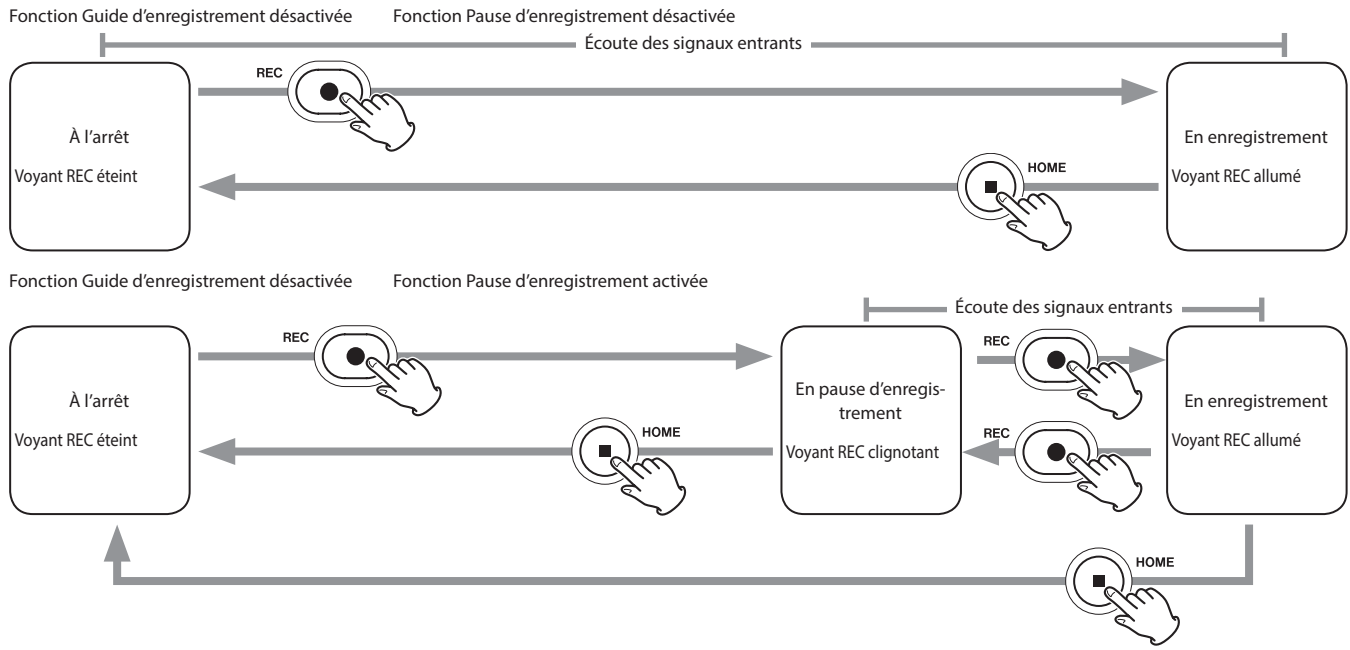 Fonction Guide d'enregistrement désactivée Fonction Pause d'enregistrement désactivée
Écoute des signaux entrants
REC
À l'arrêt
Voyant REC éteint
En enregistrement
Voyant REC allumé
HOME
Fonction Guide d'enregistrement désactivée Fonction Pause d'enregistrement activée
Écoute des signaux entrants
REC
REC
À l'arrêt
Voyant REC éteint
En pause d'enregis-
trement
Voyant REC clignotant
En enregistrement
Voyant REC allumé
HOME
REC
HOME